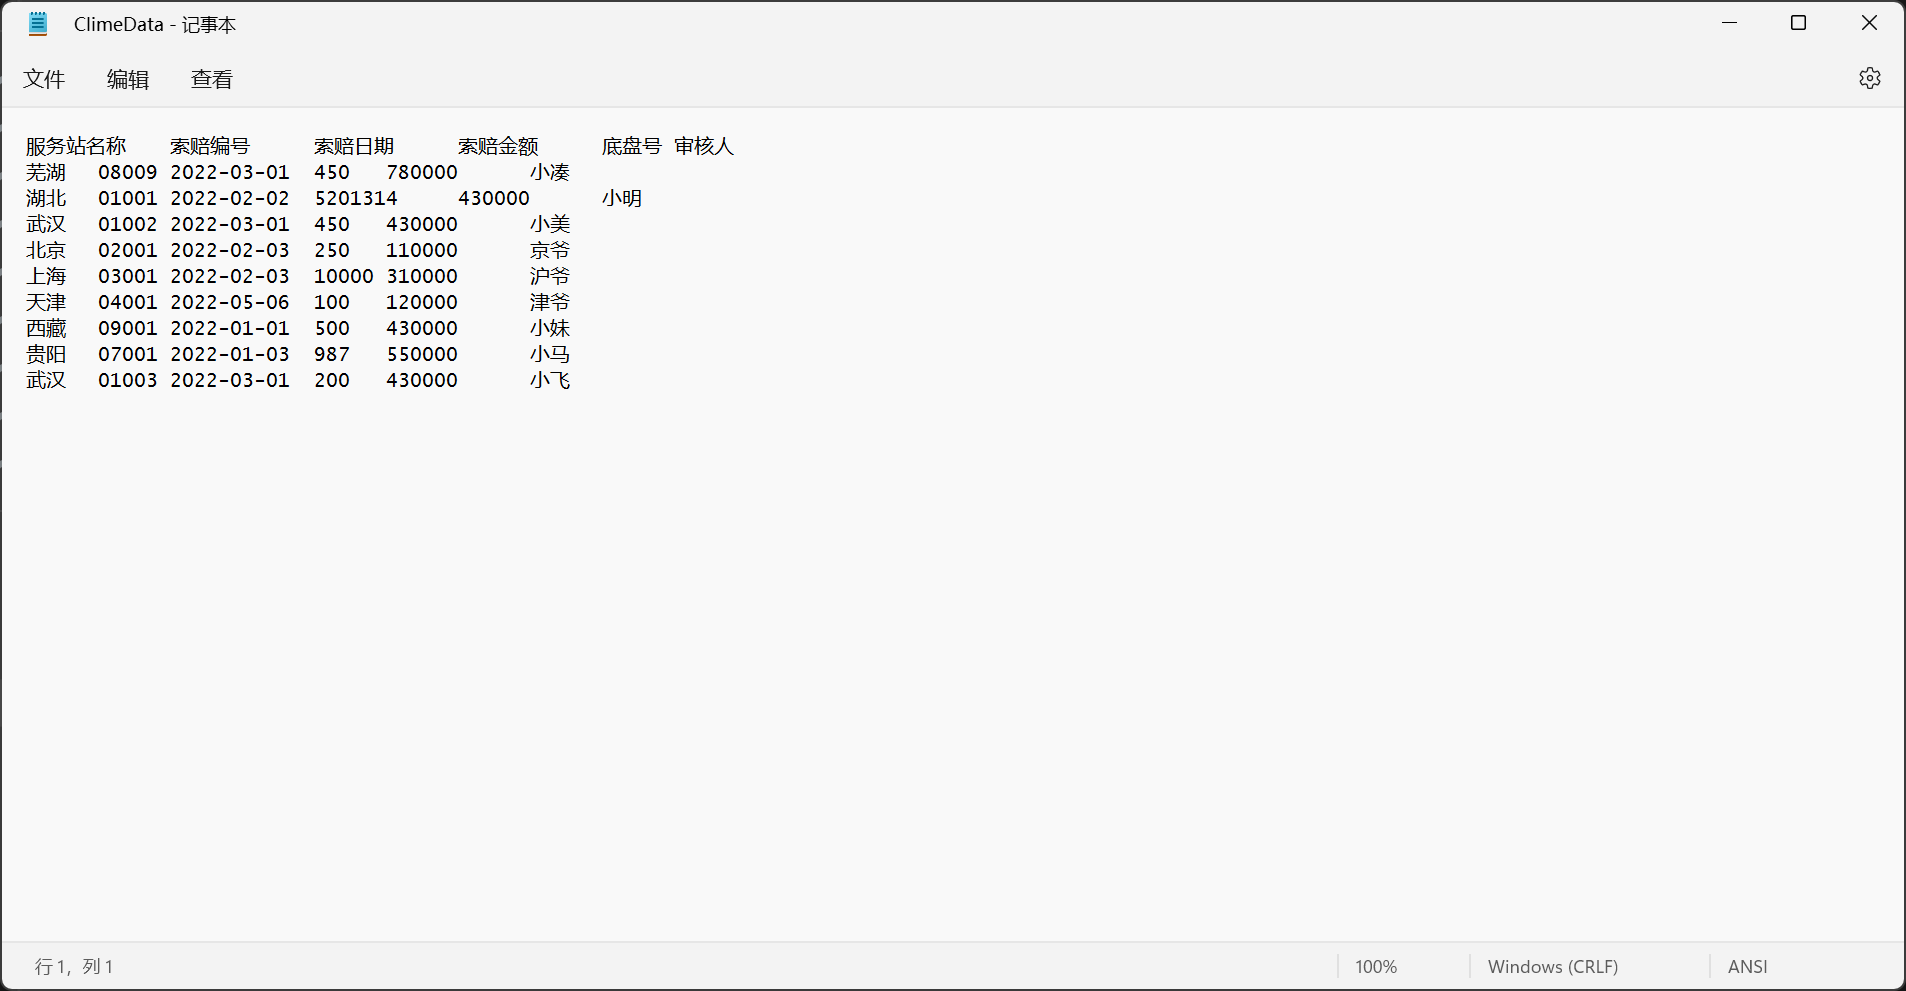 ClimeData - 记事本
文件 编辑 查看
服务站名称 索赔编号 索赔日期 索赔金额 底盘号 审核人
芜湖 08009 2022-03-01 450 780000 小凑
湖北 01001 2022-02-02 5201314 430000 小明
武汉 01002 2022-03-01 450 430000 小美
北京 02001 2022-02-03 250 110000 京爷
上海 03001 2022-02-03 10000 310000 沪爷
天津 04001 2022-05-06 100 120000 津爷
西藏 09001 2022-01-01 500 430000 小妹
贵阳 07001 2022-01-03 987 550000 小马
武汉 01003 2022-03-01 200 430000 小飞
行 1，列 1 100% Windows (CRLF) ANSI